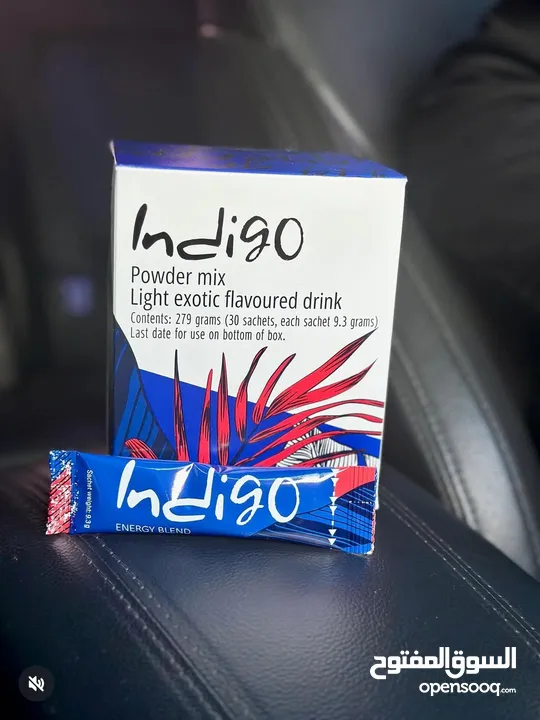 Indigo
Powder mix
Light exotic flavoured drink
Contents: 279 grams (30 sachets, each sachet 9.3 grams)
Last date for use on bottom of box.
Sachet weight: 9.3g
Indigo
ENERGY BLEND
السوق المفتوح
opensooq.com